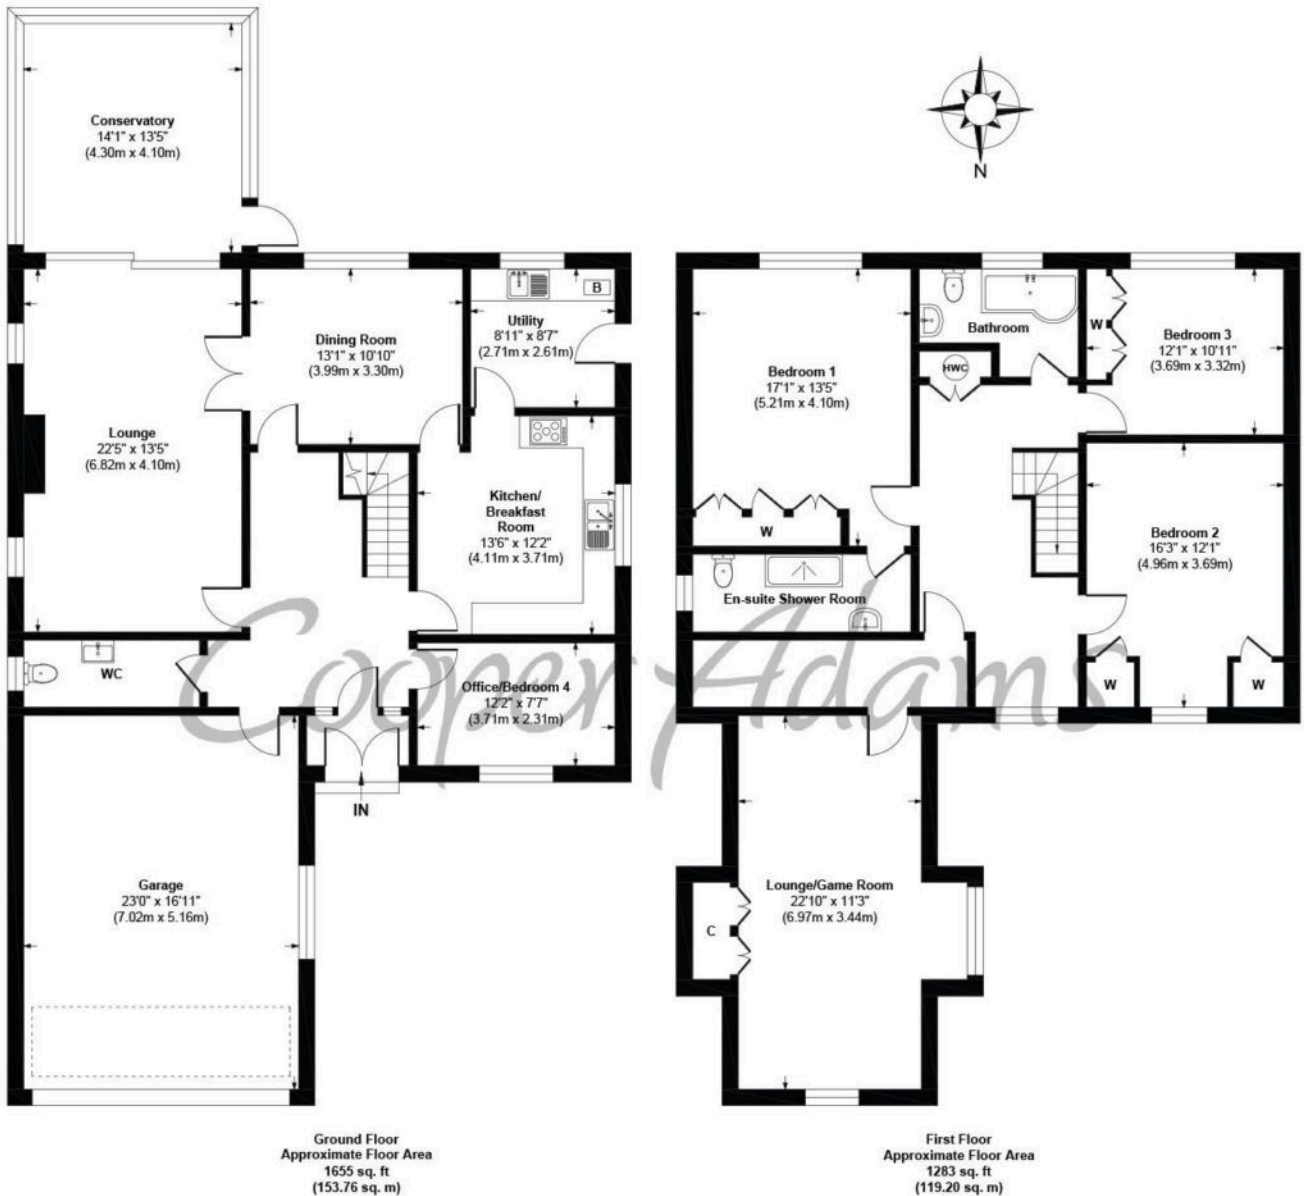 Conservatory
14'1" x 13'5"
(4.30m x 4.10m)
N
B
Utility
8'11" x 8'7"
(2.71m x 2.61m)
Dining Room
13'1" x 10'10"
(3.99m x 3.30m)
Lounge
22'5" x 13'5"
(6.82m x 4.10m)
Kitchen/
Breakfast
Room
13'6" x 12'2"
(4.11m x 3.71m)
WC
Office/Bedroom 4
12'2" x 7'7"
(3.71m x 2.31m)
IN
Garage
23'0" x 16'11"
(7.02m x 5.16m)
Ground Floor
Approximate Floor Area
1655 sq. ft
(153.76 sq. m)
Bathroom
HWC
W
Bedroom 3
12'1" x 10'11"
(3.69m x 3.32m)
Bedroom 1
17'1" x 13'5"
(5.21m x 4.10m)
W
En-suite Shower Room
Bedroom 2
16'3" x 12'1"
(4.96m x 3.69m)
W
W
Lounge/Game Room
22'10" x 11'3"
(6.97m x 3.44m)
C
First Floor
Approximate Floor Area
1283 sq. ft
(119.20 sq. m)
Cooper Adams